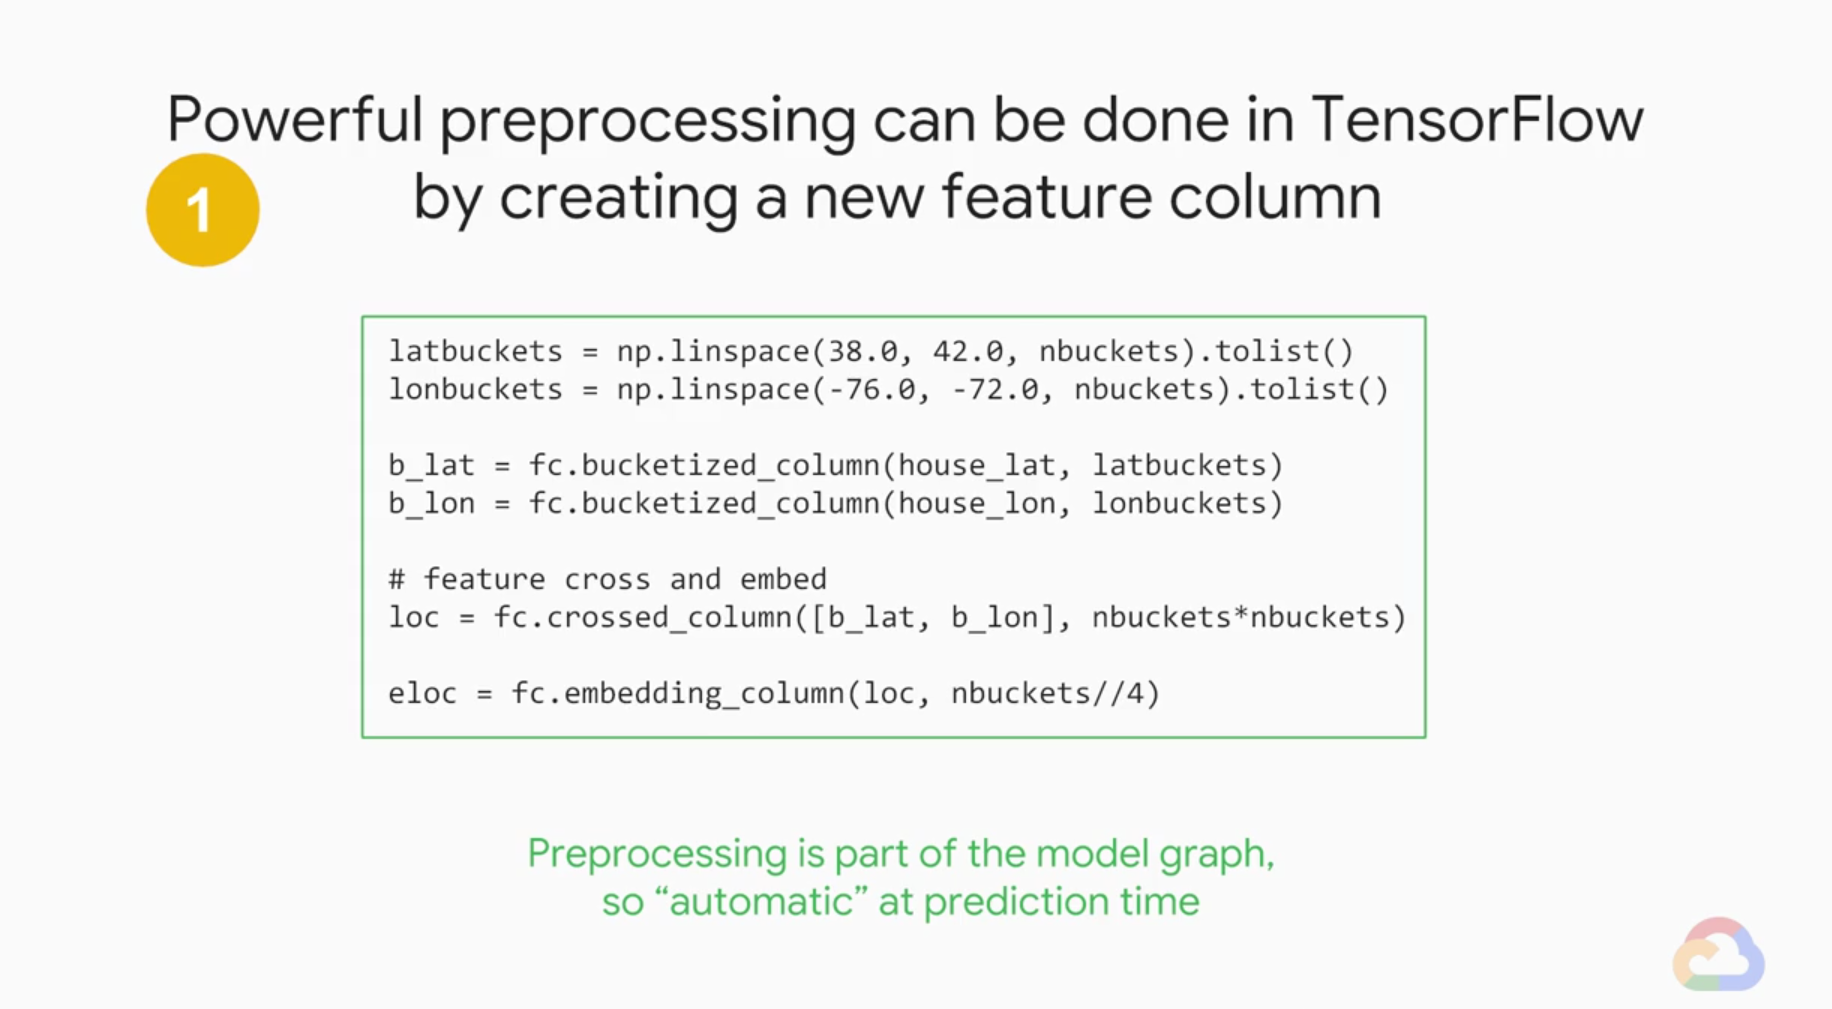 Powerful preprocessing can be done in TensorFlow
by creating a new feature column
1
latbuckets = np.linspace(38.0, 42.0, nbuckets).tolist()
lonbuckets = np.linspace(-76.0, -72.0, nbuckets).tolist()
b_lat = fc.bucketized_column(house_lat, latbuckets)
b_lon = fc.bucketized_column(house_lon, lonbuckets)
# feature cross and embed
loc = fc.crossed_column([b_lat, b_lon], nbuckets*nbuckets)
eloc = fc.embedding_column(loc, nbuckets//4)
Preprocessing is part of the model graph,
so “automatic” at prediction time